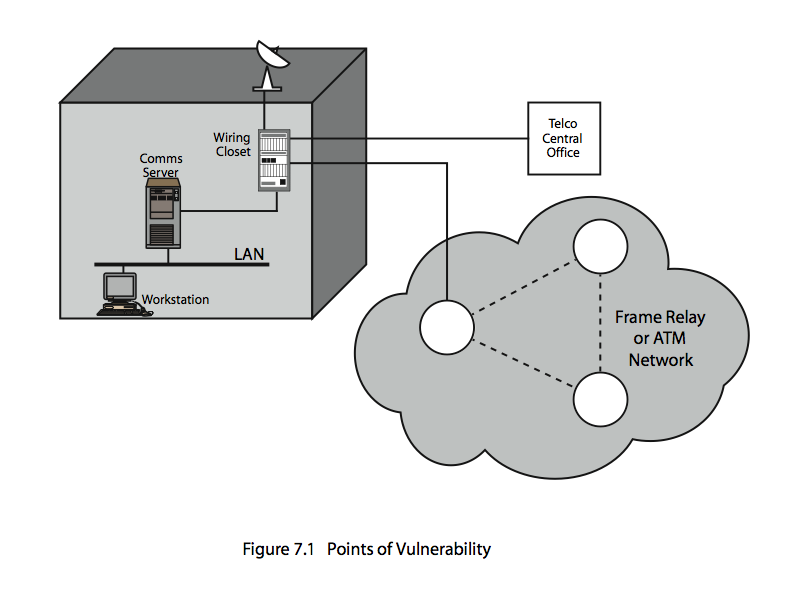 Wiring
Closet
Comms
Server
LAN
Workstation
Telco
Central
Office
Frame Relay
or ATM
Network
Figure 7.1 Points of Vulnerability